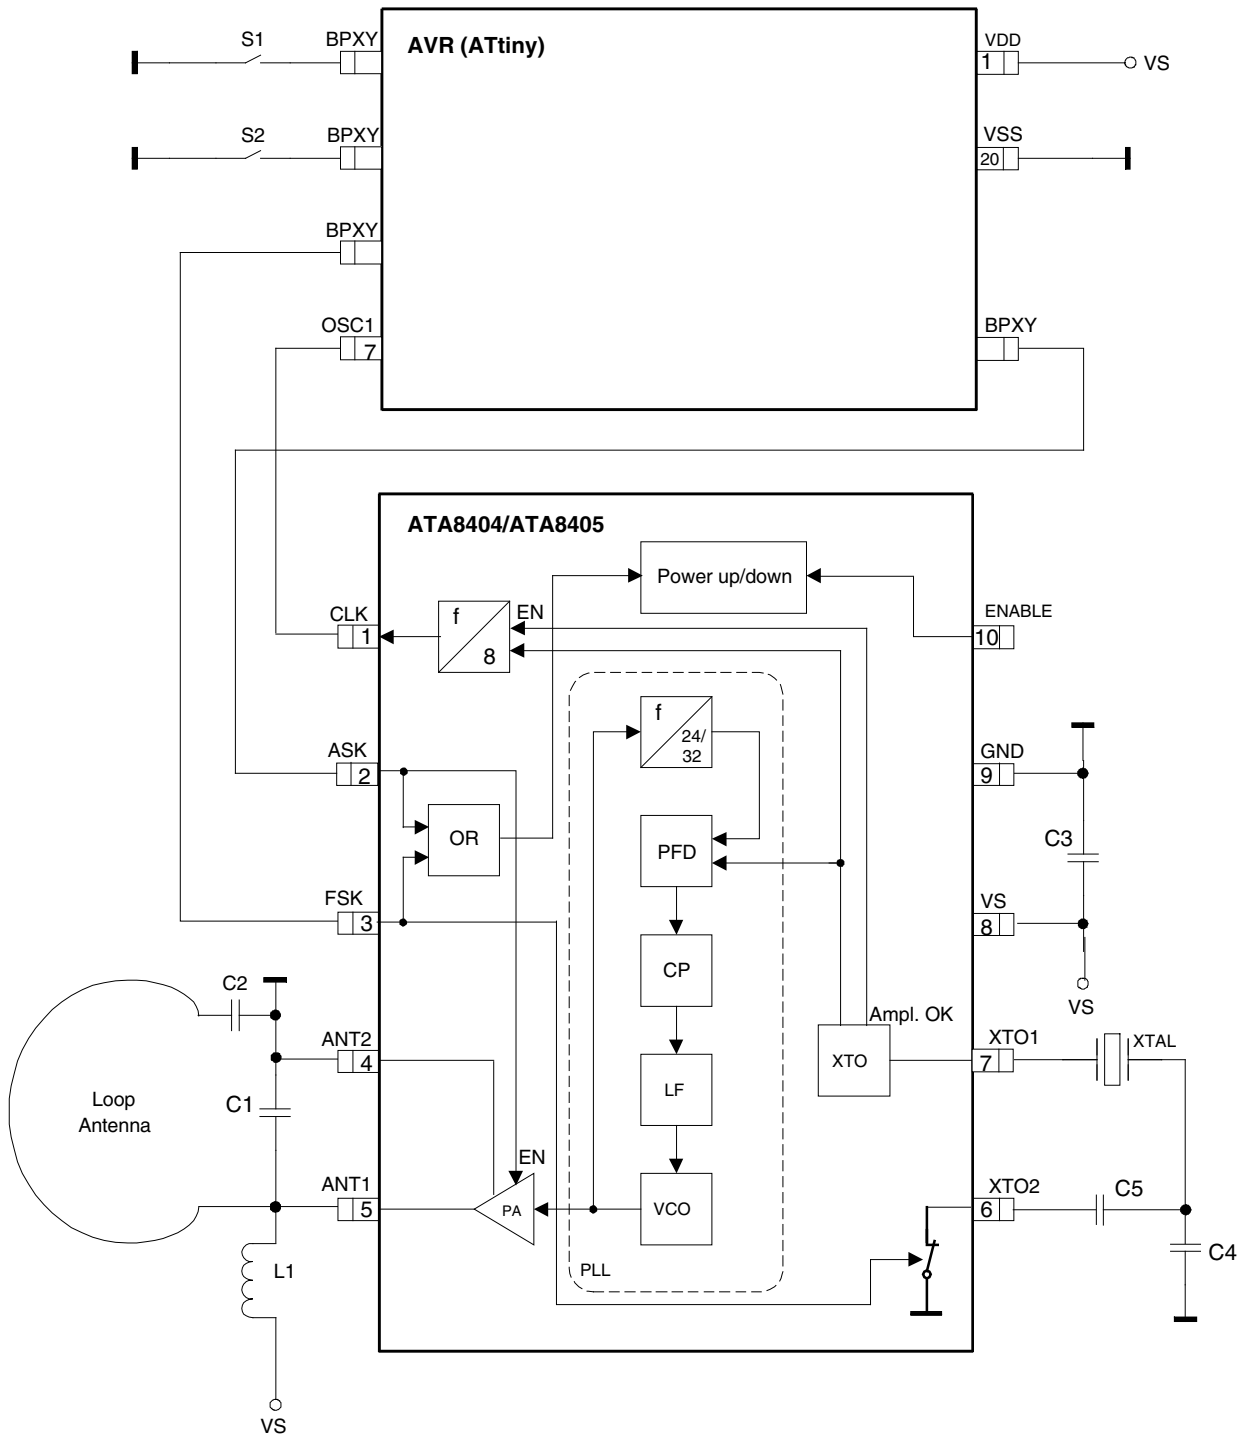 S1
BPXY
AVR (ATtiny)
VDD
1
VS
S2
BPXY
VSS
20
BPXY
OSC1
7
BPXY
ATA8404/ATA8405
Power up/down
CLK
1
f
8
EN
ENABLE
10
f
24/
32
ASK
2
GND
9
OR
PFD
C3
FSK
3
VS
8
CP
C2
VS
Ampl. OK
ANT2
4
XTO
XTO1
7
XTAL
Loop
Antenna
C1
LF
ANT1
5
EN
PA
VCO
XTO2
6
C5
C4
L1
PLL
VS